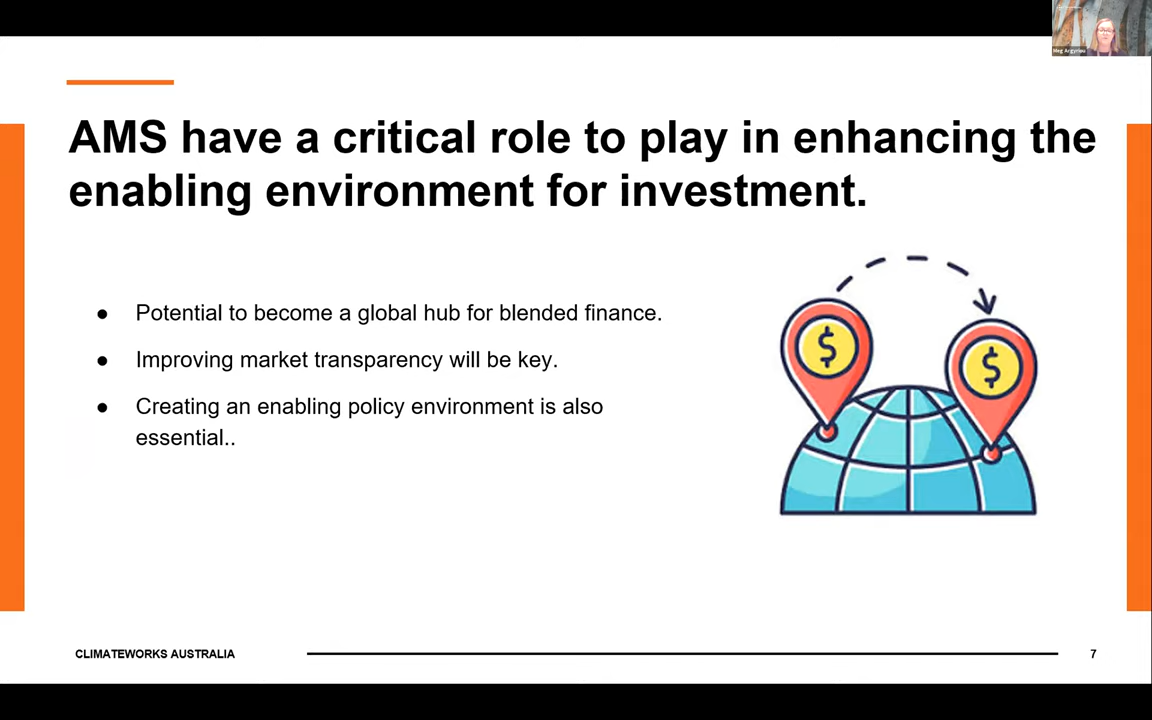 Meg Argyriou
AMS have a critical role to play in enhancing the
enabling environment for investment.
● Potential to become a global hub for blended finance.
● Improving market transparency will be key.
● Creating an enabling policy environment is also
essential..
$ $
CLIMATEWORKS AUSTRALIA
7